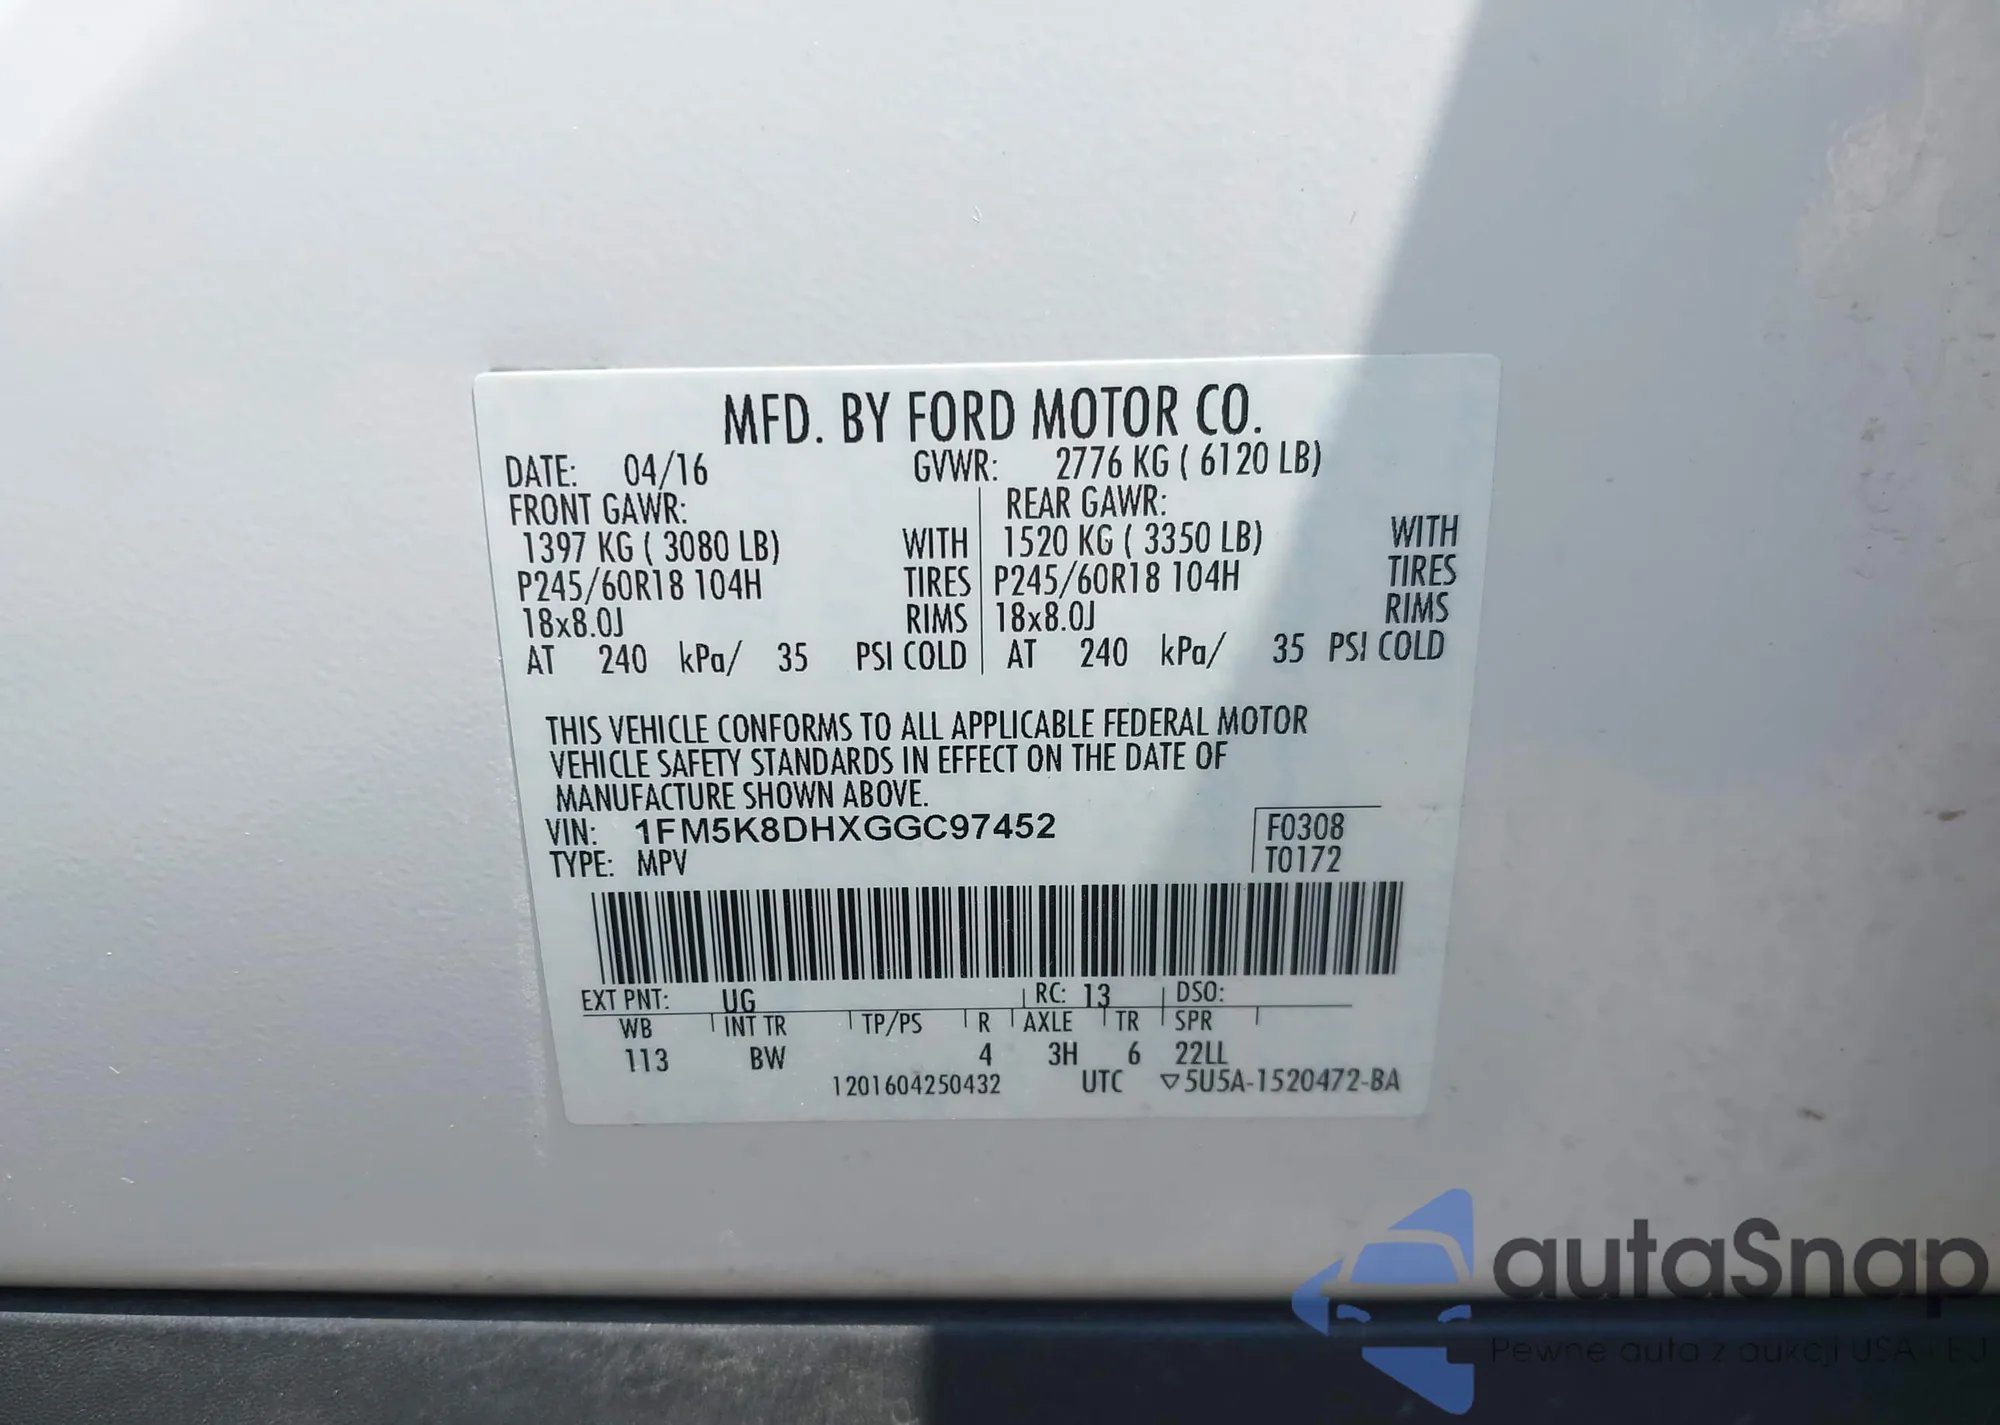 MFD. BY FORD MOTOR CO.
DATE: 04/16 GVWR: 2776 KG ( 6120 LB)
FRONT GAWR: REAR GAWR:
1397 KG ( 3080 LB) WITH 1520 KG ( 3350 LB) WITH
P245/60R18 104H TIRES P245/60R18 104H TIRES
18x8.0J RIMS 18x8.0J RIMS
AT 240 kPa/ 35 PSI COLD AT 240 kPa/ 35 PSI COLD
THIS VEHICLE CONFORMS TO ALL APPLICABLE FEDERAL MOTOR
VEHICLE SAFETY STANDARDS IN EFFECT ON THE DATE OF
MANUFACTURE SHOWN ABOVE.
VIN: 1FM5K8DHXGGC97452 F0308
TYPE: MPV T0172
EXT PNT: UG RC: 13 DSO:
WB INT TR TP/PS R AXLE TR SPR
113 BW 4 3H 6 22LL
1201604250432 UTC ▽5U5A-1520472-BA
autaSnap
Pewne auta z aukcji USA i EU